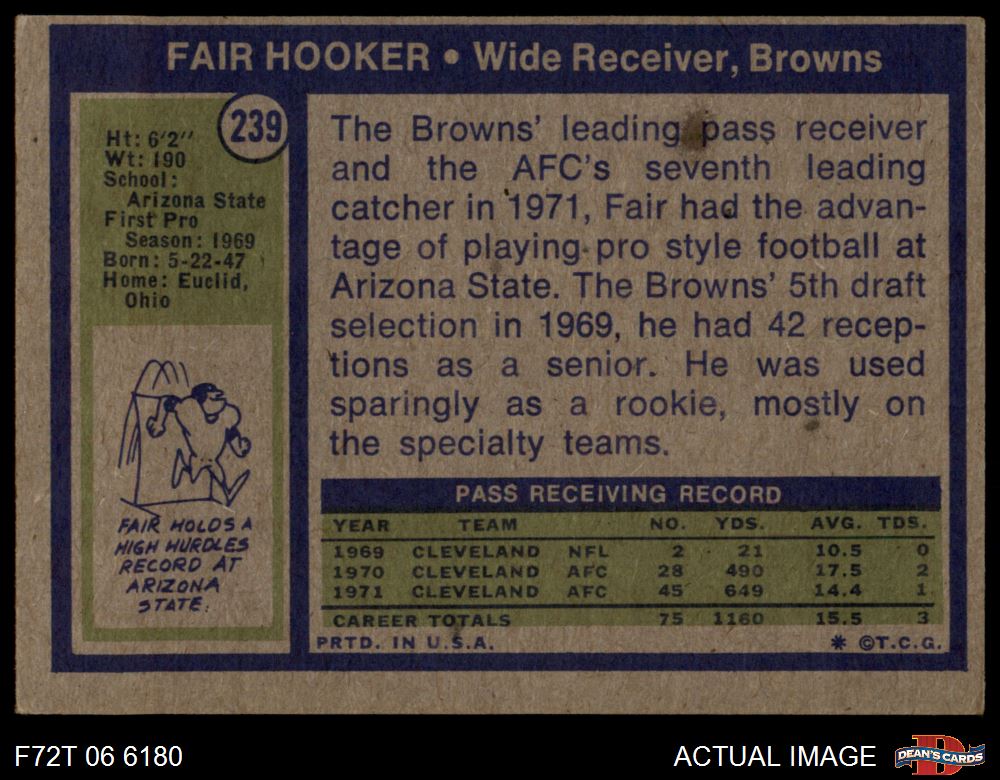 FAIR HOOKER • Wide Receiver, Browns
239
Ht: 6'2"
Wt: 190
School:
Arizona State
First Pro
Season: 1969
Born: 5-22-47
Home: Euclid,
Ohio
FAIR HOLDS A
HIGH HURDLES
RECORD AT
ARIZONA
STATE.
The Browns' leading pass receiver
and the AFC's seventh leading
catcher in 1971, Fair had the advan-
tage of playing pro style football at
Arizona State. The Browns' 5th draft
selection in 1969, he had 42 recep-
tions as a senior. He was used
sparingly as a rookie, mostly on
the specialty teams.
PASS RECEIVING RECORD
YEAR TEAM NO. YDS. AVG. TDS.
1969 CLEVELAND NFL 2 21 10.5 0
1970 CLEVELAND AFC 28 490 17.5 2
1971 CLEVELAND AFC 45 649 14.4 1
CAREER TOTALS 75 1160 15.5 3
PRTD. IN U.S.A. * ©T.C.G.
F72T 06 6180
ACTUAL IMAGE
D
DEAN'S CARDS